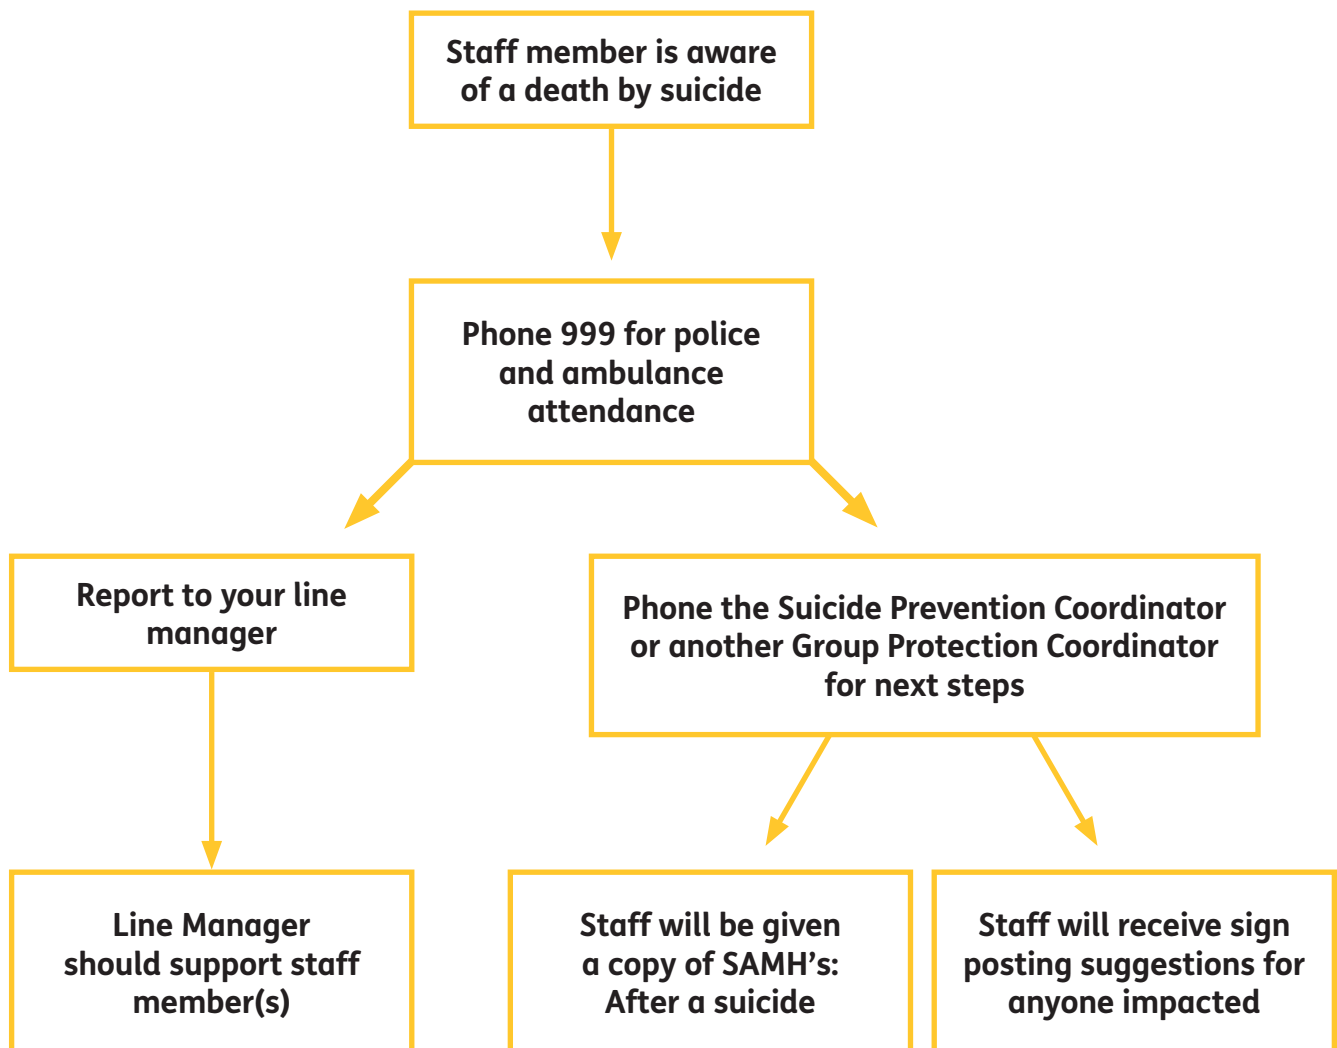 Staff member is aware
of a death by suicide
Phone 999 for police
and ambulance
attendance
Report to your line
manager
Phone the Suicide Prevention Coordinator
or another Group Protection Coordinator
for next steps
Line Manager
should support staff
member(s)
Staff will be given
a copy of SAMH’s:
After a suicide
Staff will receive sign
posting suggestions for
anyone impacted